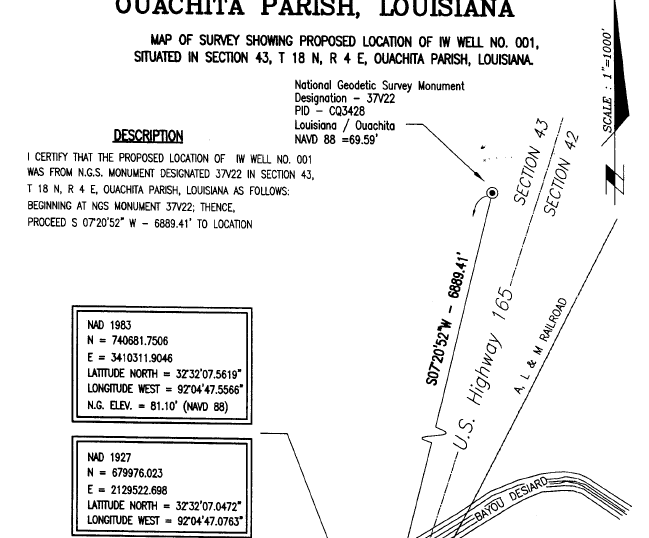 OUACHITA PARISH, LOUISIANA
MAP OF SURVEY SHOWING PROPOSED LOCATION OF IW WELL NO. 001,
SITUATED IN SECTION 43, T 18 N, R 4 E, OUACHITA PARISH, LOUISIANA.
National Geodetic Survey Monument
Designation - 37V22
PID - CQ3428
Louisiana / Ouachita
NAVD 88 =69.59'
SCALE : 1"=1000'
DESCRIPTION
I CERTIFY THAT THE PROPOSED LOCATION OF IW WELL NO. 001
WAS FROM N.G.S. MONUMENT DESIGNATED 37V22 IN SECTION 43,
T 18 N, R 4 E, OUACHITA PARISH, LOUISIANA AS FOLLOWS:
BEGINNING AT NGS MONUMENT 37V22; THENCE,
PROCEED S 07°20'52" W - 6889.41' TO LOCATION
SECTION 43
SECTION 42
S07°20'52"W - 6889.41'
U.S. Highway 165
A, L & M RAILROAD
BAYOU DESIARD
NAD 1983
N = 740681.7506
E = 3410311.9046
LATITUDE NORTH = 32°32'07.5619"
LONGITUDE WEST = 92°04'47.5566"
N.G. ELEV. = 81.10' (NAVD 88)
NAD 1927
N = 679976.023
E = 2129522.698
LATITUDE NORTH = 32°32'07.0472"
LONGITUDE WEST = 92°04'47.0763"